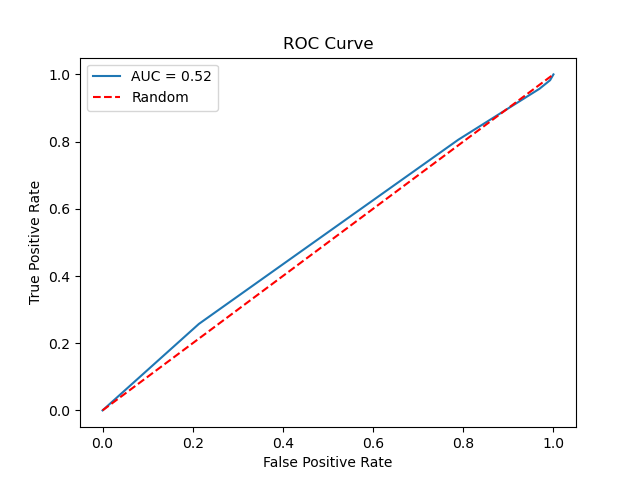 ROC Curve
AUC = 0.52
Random
True Positive Rate
1.0
0.8
0.6
0.4
0.2
0.0
0.0 0.2 0.4 0.6 0.8 1.0
False Positive Rate